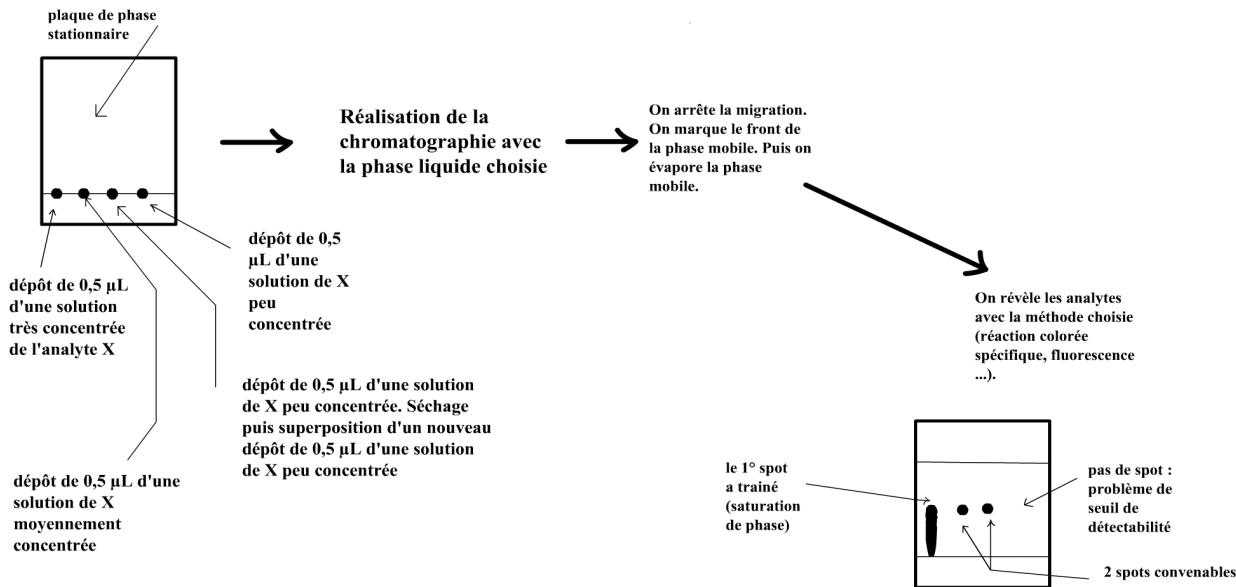 plaque de phase
stationnaire
Réalisation de la
chromatographie avec
la phase liquide choisie
On arrête la migration.
On marque le front de
la phase mobile. Puis on
évapore la phase
mobile.
dépôt de 0,5 µL
d'une solution
très concentrée
de l'analyte X
dépôt de 0,5
µL d'une
solution de X
peu
concentrée
dépôt de 0,5 µL d'une solution
de X peu concentrée. Séchage
puis superposition d'un nouveau
dépôt de 0,5 µL d'une solution
de X peu concentrée
dépôt de 0,5 µL d'une
solution de X
moyennement
concentrée
On révèle les analytes
avec la méthode choisie
(réaction colorée
spécifique, fluorescence
...).
le 1° spot
a trainé
(saturation
de phase)
pas de spot :
problème de
seuil de
détectabilité
2 spots convenables